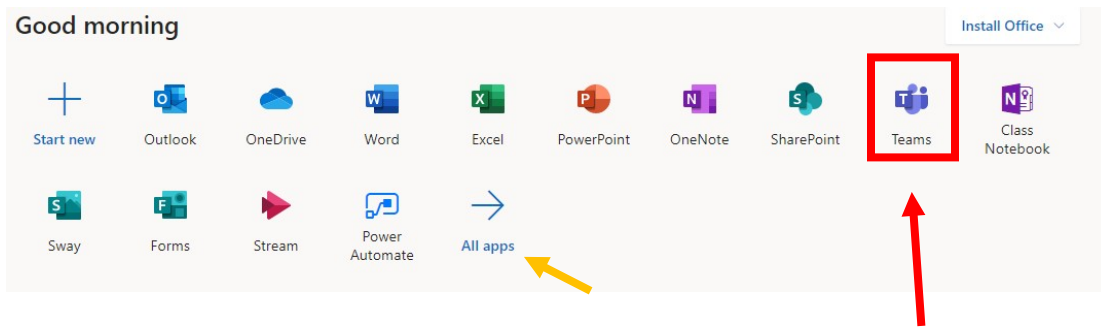 Good morning
Install Office
Start new
Outlook
OneDrive
Word
Excel
PowerPoint
OneNote
SharePoint
Teams
Class
Notebook
Sway
Forms
Stream
Power
Automate
All apps